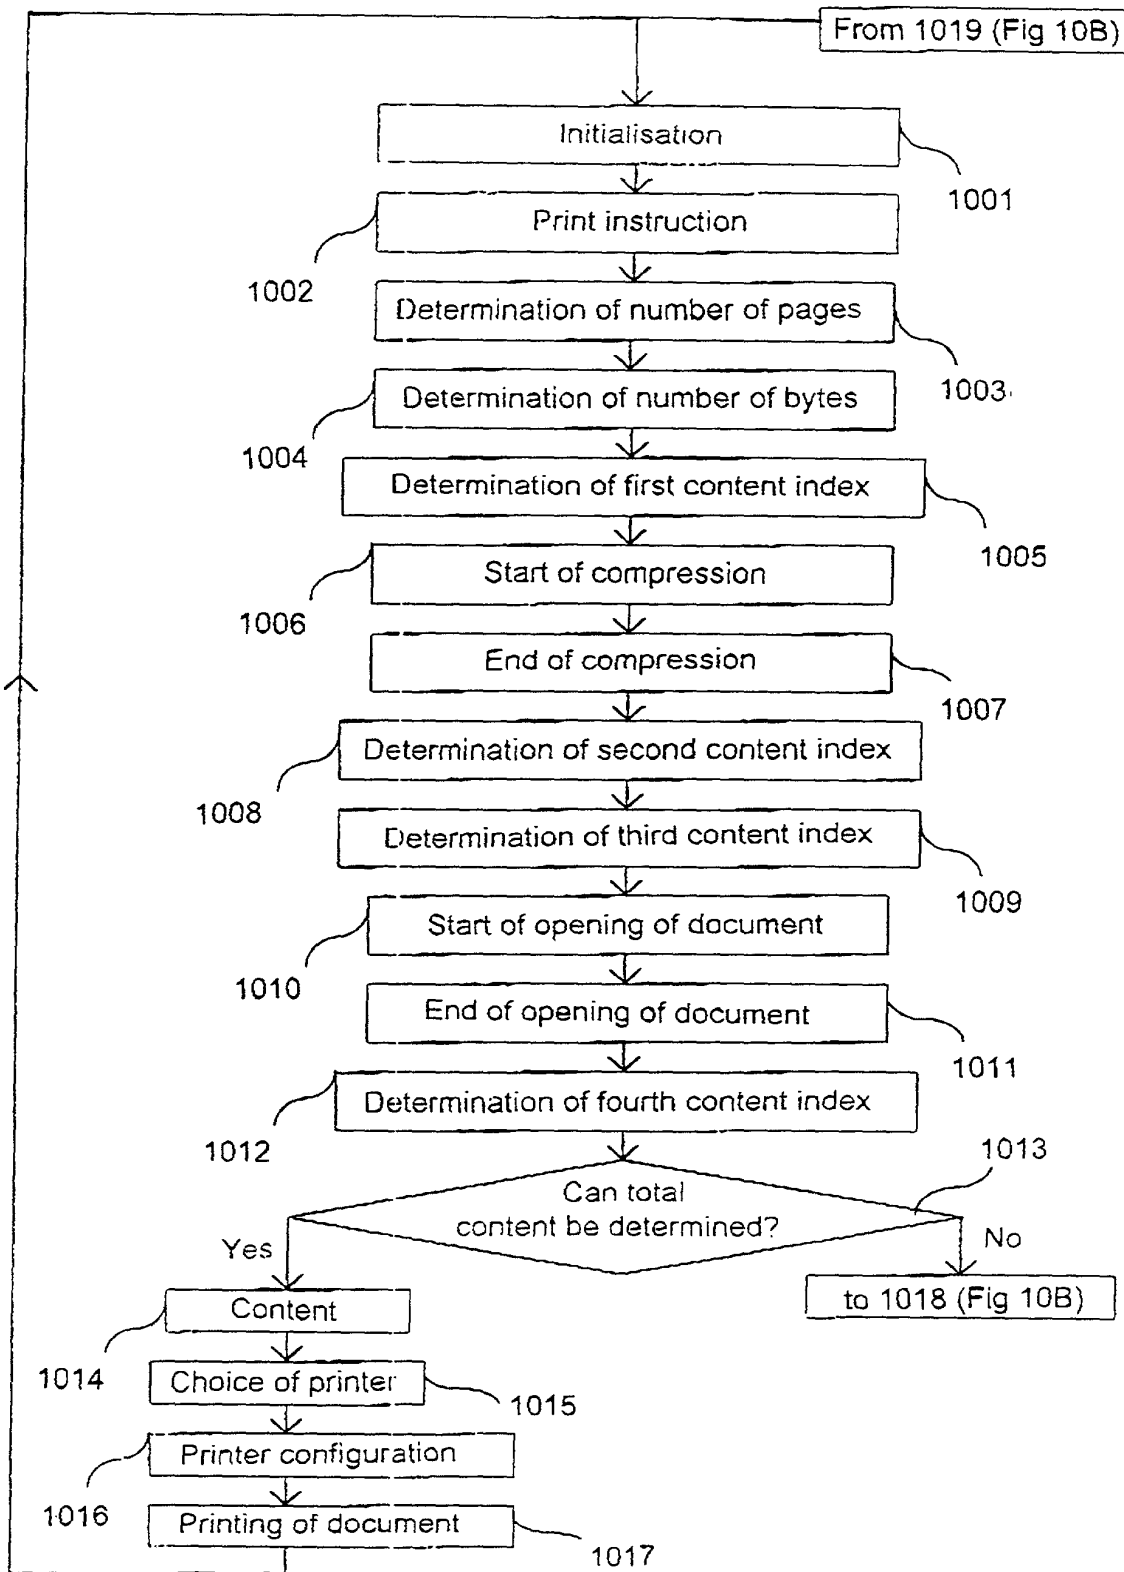 From 1019 (Fig 10B)
Initialisation
1001
Print instruction
1002
Determination of number of pages
1003
Determination of number of bytes
1004
Determination of first content index
1005
Start of compression
1006
End of compression
1007
Determination of second content index
1008
Determination of third content index
1009
Start of opening of document
1010
End of opening of document
1011
Determination of fourth content index
1012
1013
Can total
content be determined?
Yes
No
Content
to 1018 (Fig 10B)
1014
Choice of printer
1015
Printer configuration
1016
Printing of document
1017